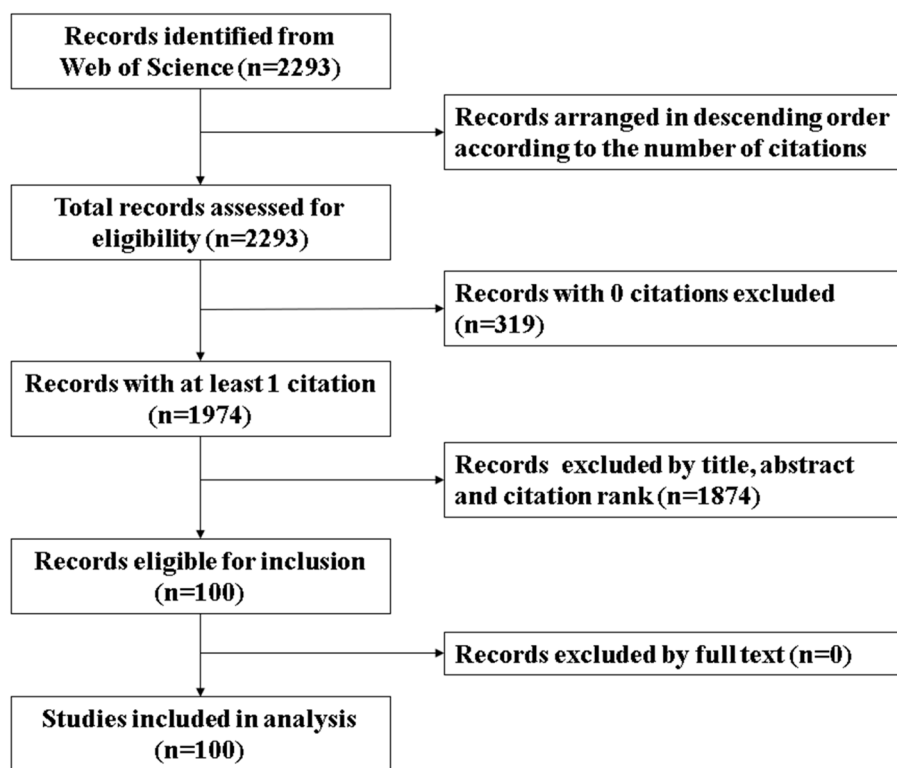 Records identified from
Web of Science (n=2293)
Records arranged in descending order
according to the number of citations
Total records assessed for
eligibility (n=2293)
Records with 0 citations excluded
(n=319)
Records with at least 1 citation
(n=1974)
Records excluded by title, abstract
and citation rank (n=1874)
Records eligible for inclusion
(n=100)
Records excluded by full text (n=0)
Studies included in analysis
(n=100)